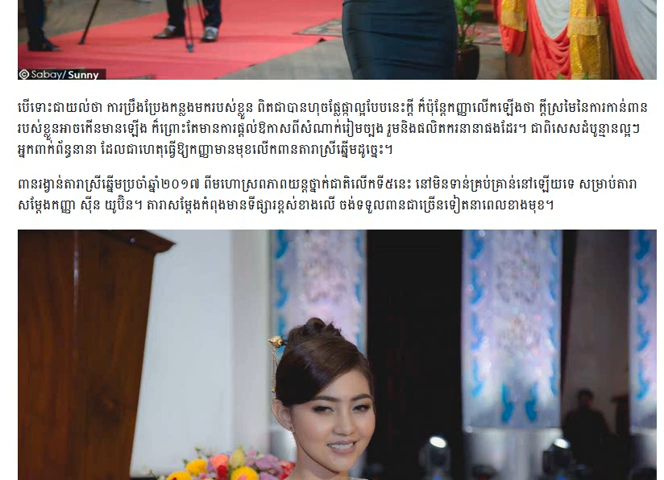 © Sabay/ Sunny
បើទោះជាយល់ថា ការប្រឹងប្រែងកន្លងមករបស់ខ្លួន ពិតជាបានហុចផ្លែផ្កាល្អបែបនេះក្ដី ក៏ប៉ុន្តែកញ្ញាលើកឡើងថា ក្ដីស្រមៃនៃការកាន់ពាន
របស់ខ្លួនអាចកើនមានឡើង ក៏ព្រោះតែមានការផ្ដល់ឱកាសពីសំណាក់រៀមច្បង រួមនិងផលិតករនានាផងដែរ។ ជាពិសេសដំបូន្មានល្អៗ
អ្នកពាក់ព័ន្ធនានា ដែលជាហេតុធ្វើឱ្យកញ្ញាមានមុខលើកពានតារាស្រីឆ្នើមដូច្នេះ។
ពានរង្វាន់តារាស្រីឆ្នើមប្រចាំឆ្នាំ២០១៧ ពីមហោស្រពភាពយន្តថ្នាក់ជាតិលើកទី៥នេះ នៅមិនទាន់គ្រប់គ្រាន់នៅឡើយទេ សម្រាប់តារា
សម្ដែងកញ្ញា ស៊ីន យូប៊ិន។ តារាសម្ដែងកំពុងមានទីផ្សារខ្ពស់ខាងលើ ចង់ទទួលពានជាច្រើនទៀតនាពេលខាងមុខ។